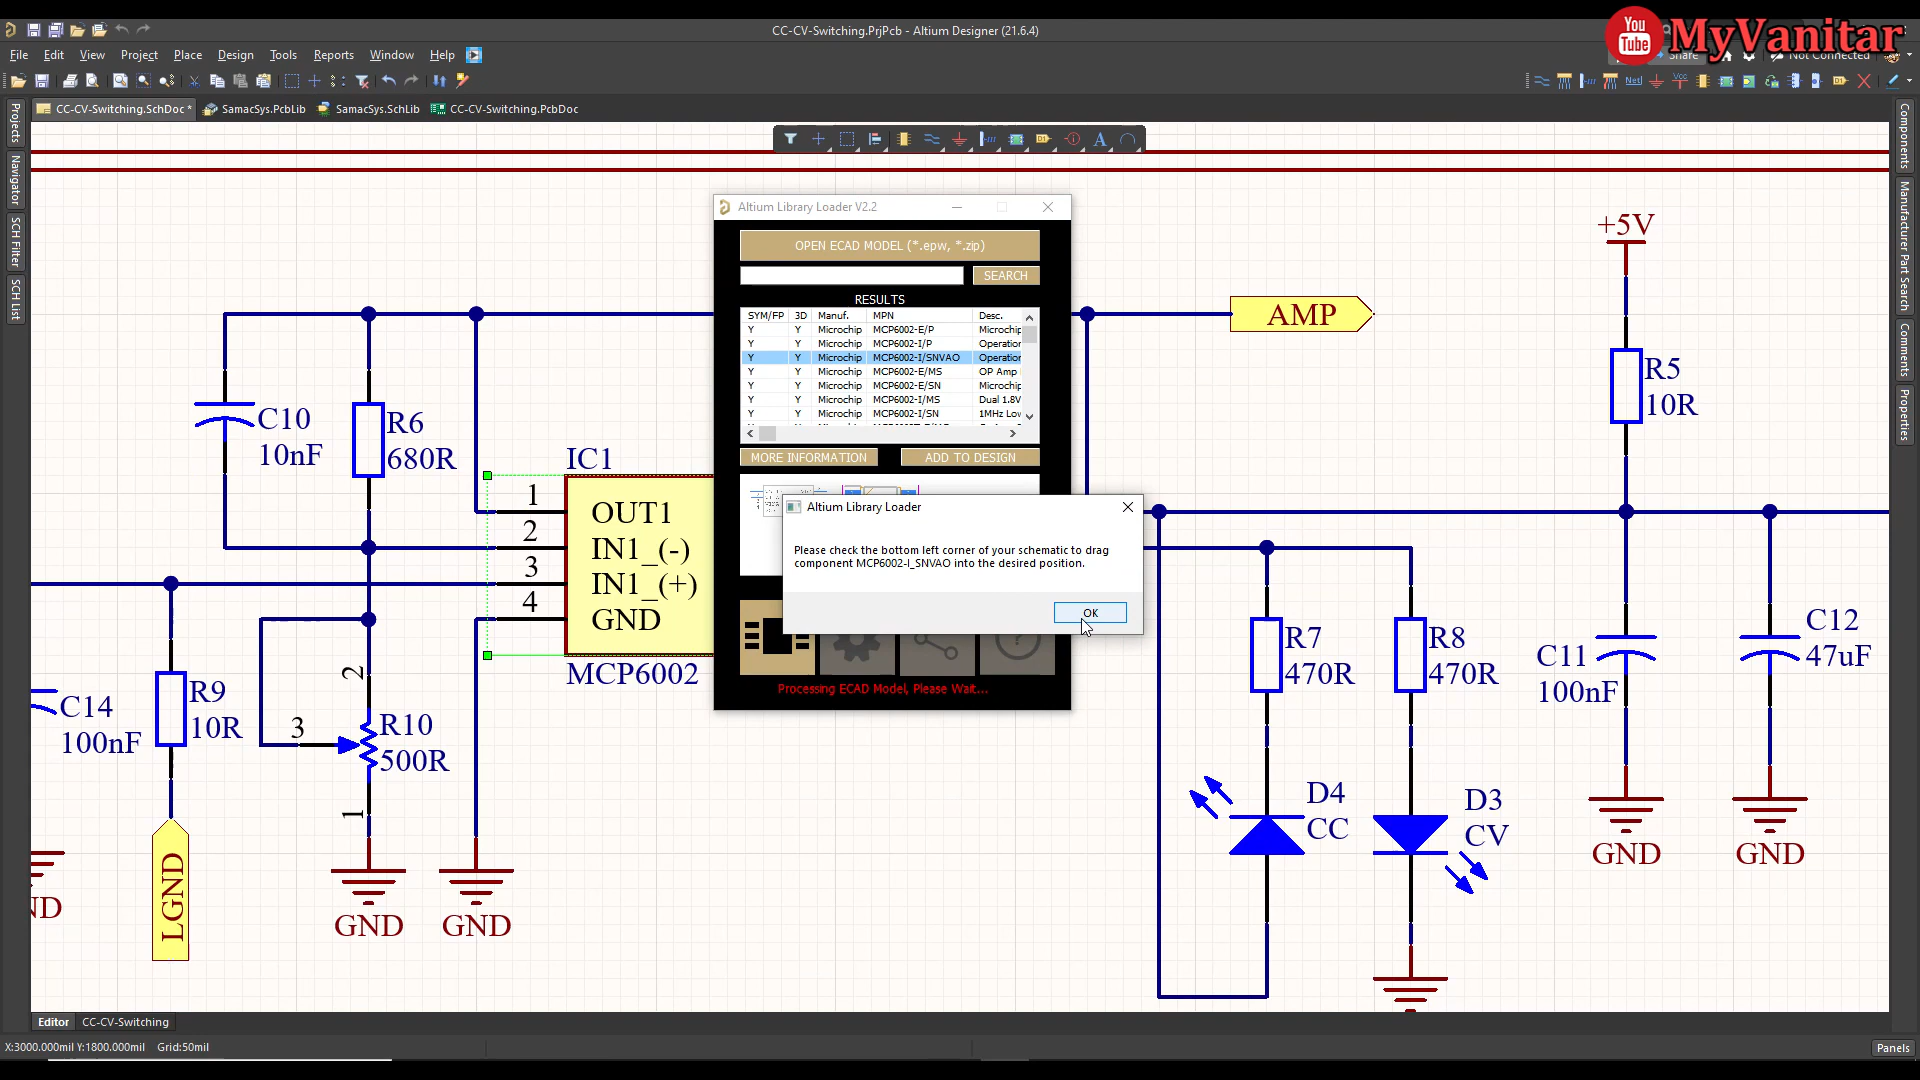 CC-CV-Switching.PrjPcb - Altium Designer (21.6.4)
You
Tube
MyVanitar
File Edit View Project Place Design Tools Reports Window Help
Share
Not Connected
Netl
Vcc
D1
CC-CV-Switching.SchDoc * SamacSys.PcbLib SamacSys.SchLib CC-CV-Switching.PcbDoc
Projects
Navigator
SCH Filter
SCH List
Components
Manufacturer Part Search
Comments
Properties
D1
A
Altium Library Loader V2.2
OPEN ECAD MODEL (*.epw, *.zip)
SEARCH
RESULTS
SYM/FP 3D Manuf. MPN Desc.
Y Y Microchip MCP6002-E/P Microchip
Y Y Microchip MCP6002-I/P Operation
Y Y Microchip MCP6002-I/SNVAO Operation
Y Y Microchip MCP6002-E/MS OP Amp
Y Y Microchip MCP6002-E/SN Microchip
Y Y Microchip MCP6002-I/MS Dual 1.8V
Y Y Microchip MCP6002-I/SN 1MHz Lov
MORE INFORMATION ADD TO DESIGN
Altium Library Loader
Please check the bottom left corner of your schematic to drag
component MCP6002-I_SNVAO into the desired position.
OK
Processing ECAD Model, Please Wait...
C10
10nF
R6
680R
IC1
1 OUT1
2 IN1_(-)
3 IN1_(+)
4 GND
MCP6002
C14
100nF
R9
10R
LGND
ND
2
3
1
R10
500R
GND
GND
AMP
+5V
R5
10R
R7
470R
R8
470R
C11
100nF
C12
47uF
D4
CC
D3
CV
GND
GND
Editor CC-CV-Switching
X:3000.000mil Y:1800.000mil Grid:50mil
Panels